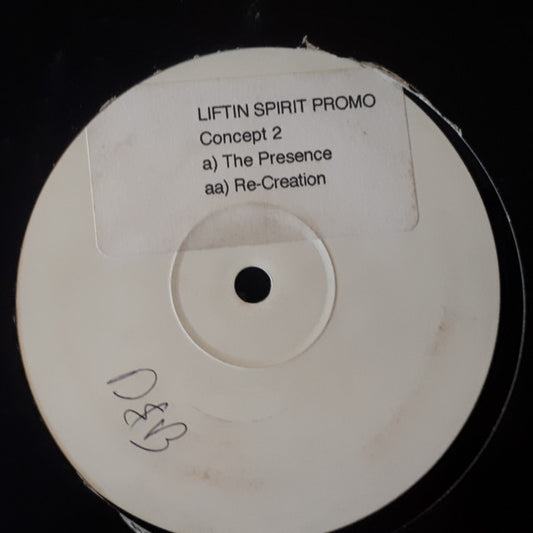 LIFTIN SPIRIT PROMO
Concept 2
a) The Presence
aa) Re-Creation
D&B